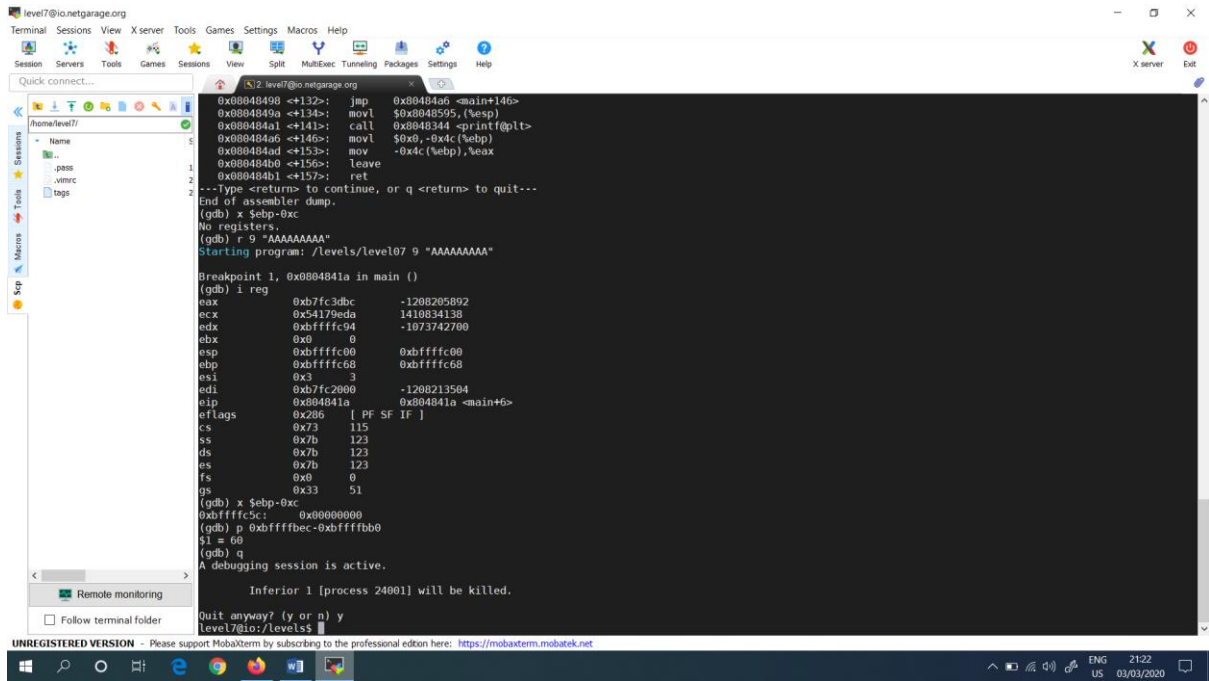 level7@io.netgarage.org
Terminal Sessions View X server Tools Games Settings Macros Help
Session Servers Tools Games Sessions View Split MultiExec Tunneling Packages Settings Help X server Exit
Quick connect...
2. level7@io.netgarage.org
/home/level7/
Name S
..
.pass 1
.vimrc 2
tags 2
Sessions
Tools
Macros
Scp
0x08048498 <+132>: jmp 0x80484a6 <main+146>
0x0804849a <+134>: movl $0x8048595,(%esp)
0x080484a1 <+141>: call 0x8048344 <printf@plt>
0x080484a6 <+146>: movl $0x0,-0x4c(%ebp)
0x080484ad <+153>: mov -0x4c(%ebp),%eax
0x080484b0 <+156>: leave
0x080484b1 <+157>: ret
---Type <return> to continue, or q <return> to quit---
End of assembler dump.
(gdb) x $ebp-0xc
No registers.
(gdb) r 9 "AAAAAAAAA"
Starting program: /levels/level07 9 "AAAAAAAAA"
Breakpoint 1, 0x0804841a in main ()
(gdb) i reg
eax 0xb7fc3dbc -1208205892
ecx 0x54179eda 1410834138
edx 0xbffffc94 -1073742700
ebx 0x0 0
esp 0xbffffc00 0xbffffc00
ebp 0xbffffc68 0xbffffc68
esi 0x3 3
edi 0xb7fc2000 -1208213504
eip 0x804841a 0x804841a <main+6>
eflags 0x286 [ PF SF IF ]
cs 0x73 115
ss 0x7b 123
ds 0x7b 123
es 0x7b 123
fs 0x0 0
gs 0x33 51
(gdb) x $ebp-0xc
0xbffffc5c: 0x00000000
(gdb) p 0xbffffbec-0xbffffbb0
$1 = 60
(gdb) q
A debugging session is active.
Inferior 1 [process 24001] will be killed.
Quit anyway? (y or n) y
level7@io:/levels$
Remote monitoring
Follow terminal folder
UNREGISTERED VERSION - Please support MobaXterm by subscribing to the professional edition here: https://mobaxterm.mobatek.net
ENG 21:22
US 03/03/2020